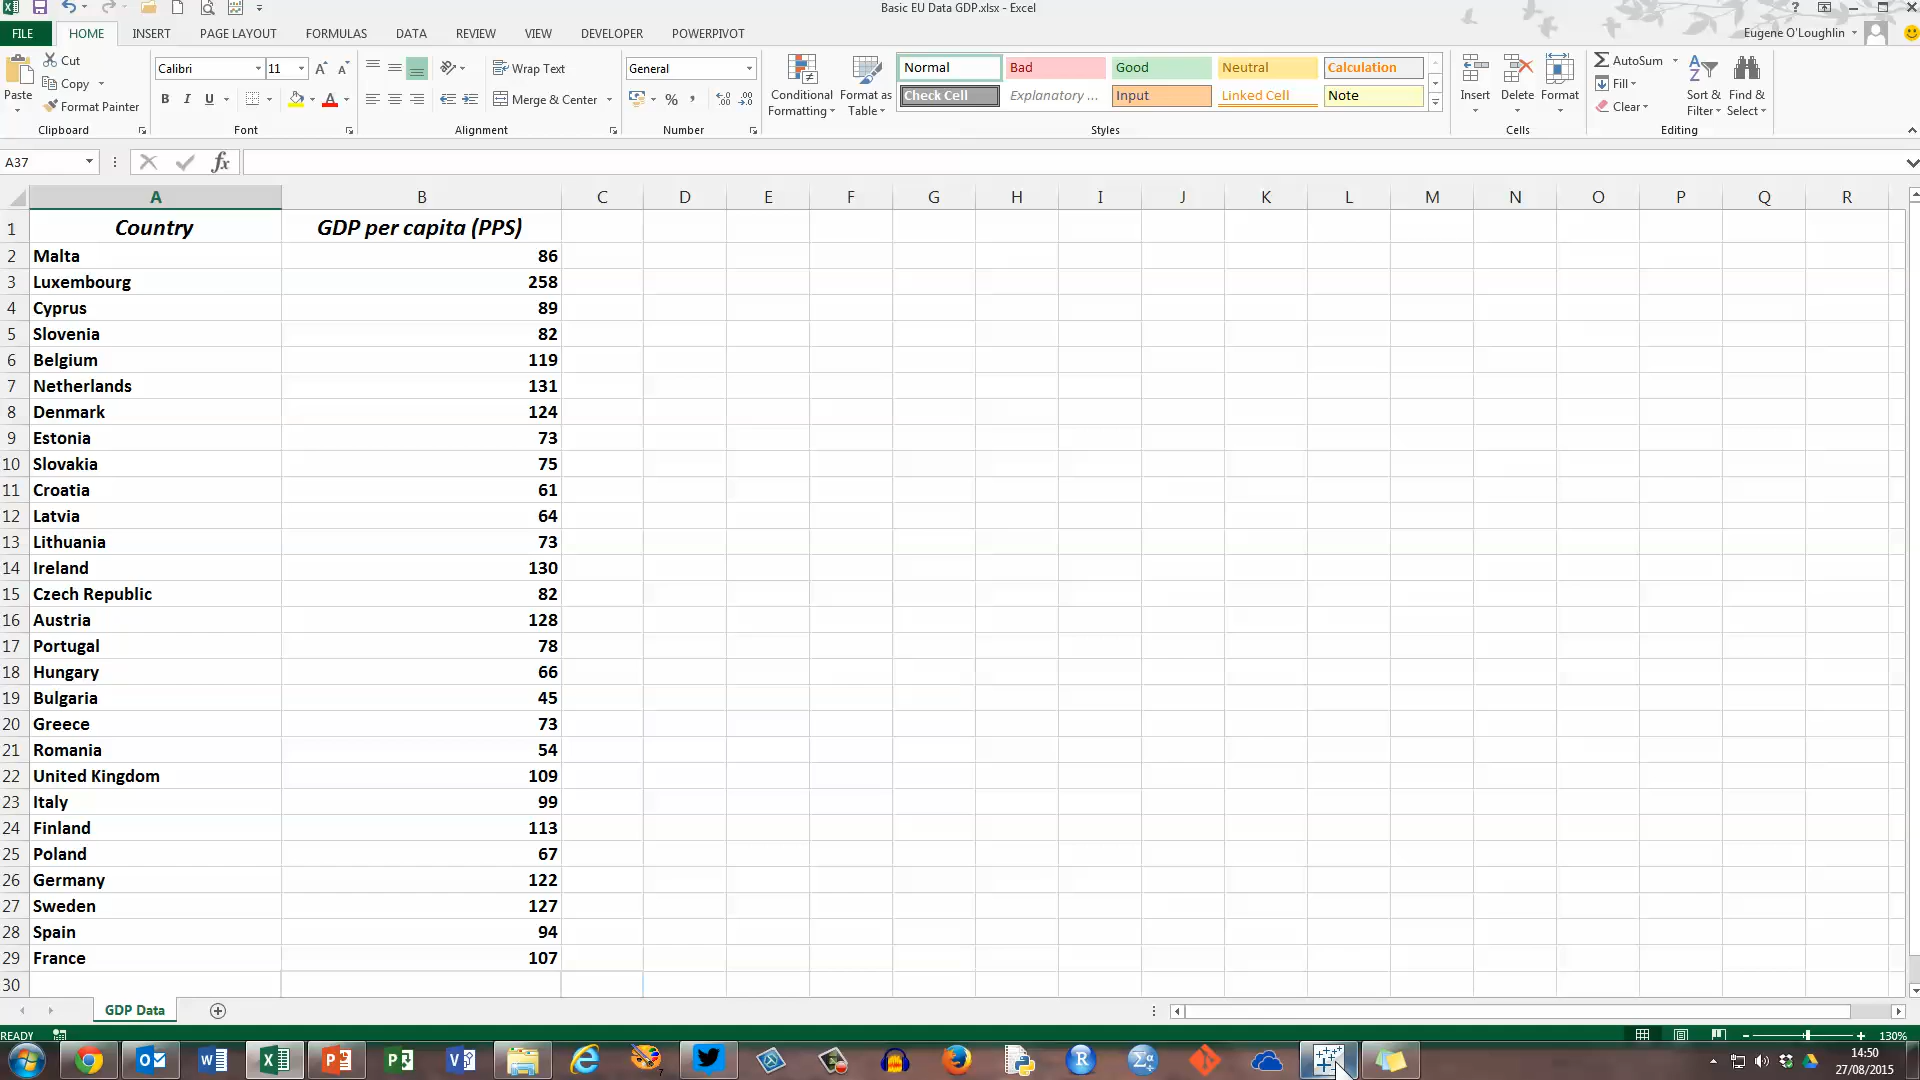 Basic EU Data GDP.xlsx - Excel
FILE HOME INSERT PAGE LAYOUT FORMULAS DATA REVIEW VIEW DEVELOPER POWERPIVOT Eugene O'Loughlin
Cut
Copy
Format Painter
Paste
Clipboard
Calibri 11
B I U
Font
Wrap Text
Merge & Center
Alignment
General
%
Number
Conditional Formatting
Format as Table
Normal Bad Good Neutral Calculation
Check Cell Explanatory ... Input Linked Cell Note
Styles
Insert Delete Format
Cells
AutoSum
Fill
Clear
Sort & Filter
Find & Select
Editing
A37 fx
A B C D E F G H I J K L M N O P Q R
1 Country GDP per capita (PPS)
2 Malta 86
3 Luxembourg 258
4 Cyprus 89
5 Slovenia 82
6 Belgium 119
7 Netherlands 131
8 Denmark 124
9 Estonia 73
10 Slovakia 75
11 Croatia 61
12 Latvia 64
13 Lithuania 73
14 Ireland 130
15 Czech Republic 82
16 Austria 128
17 Portugal 78
18 Hungary 66
19 Bulgaria 45
20 Greece 73
21 Romania 54
22 United Kingdom 109
23 Italy 99
24 Finland 113
25 Poland 67
26 Germany 122
27 Sweden 127
28 Spain 94
29 France 107
30
GDP Data
READY 130%
14:50
27/08/2015